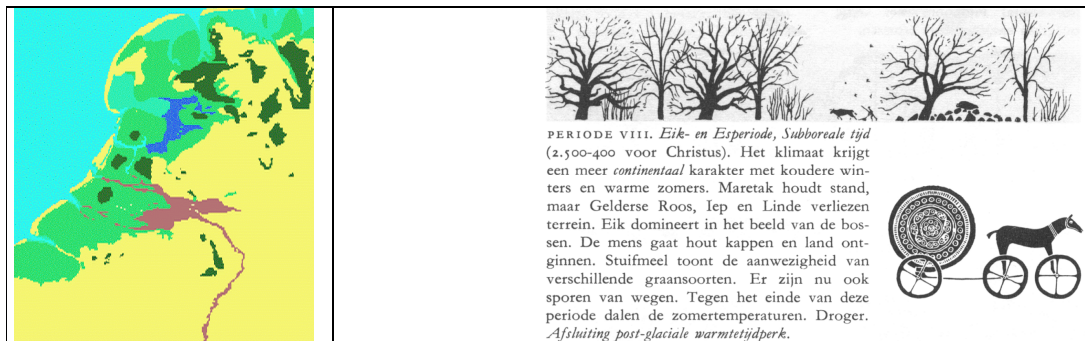 PERIODE VIII. Eik- en Esperiode, Subboreale tijd
(2.500-400 voor Christus). Het klimaat krijgt
een meer continentaal karakter met koudere win-
ters en warme zomers. Maretak houdt stand,
maar Gelderse Roos, Iep en Linde verliezen
terrein. Eik domineert in het beeld van de bos-
sen. De mens gaat hout kappen en land ont-
ginnen. Stuifmeel toont de aanwezigheid van
verschillende graansoorten. Er zijn nu ook
sporen van wegen. Tegen het einde van deze
periode dalen de zomertemperaturen. Droger.
Afsluiting post-glaciale warmtetijdperk.